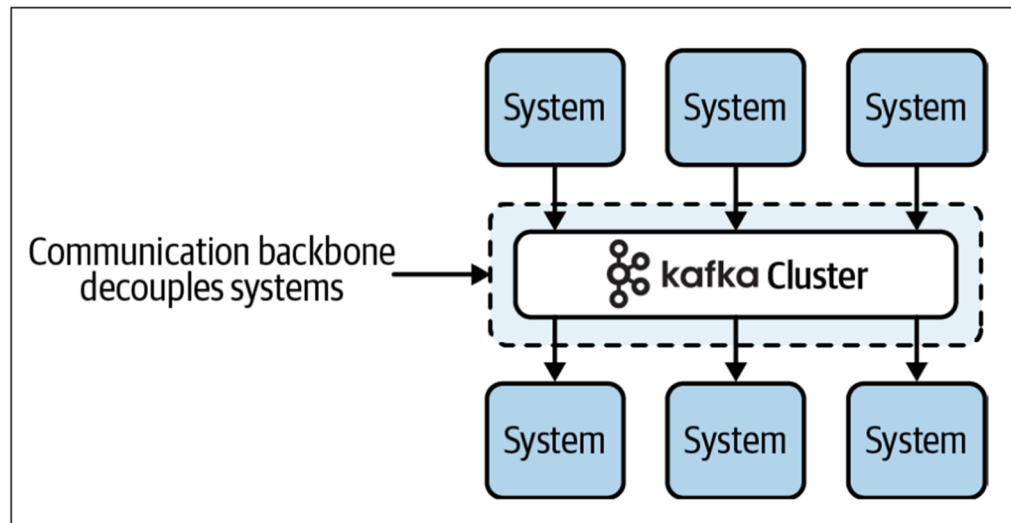 System System System
Communication backbone
decouples systems
kafka Cluster
System System System